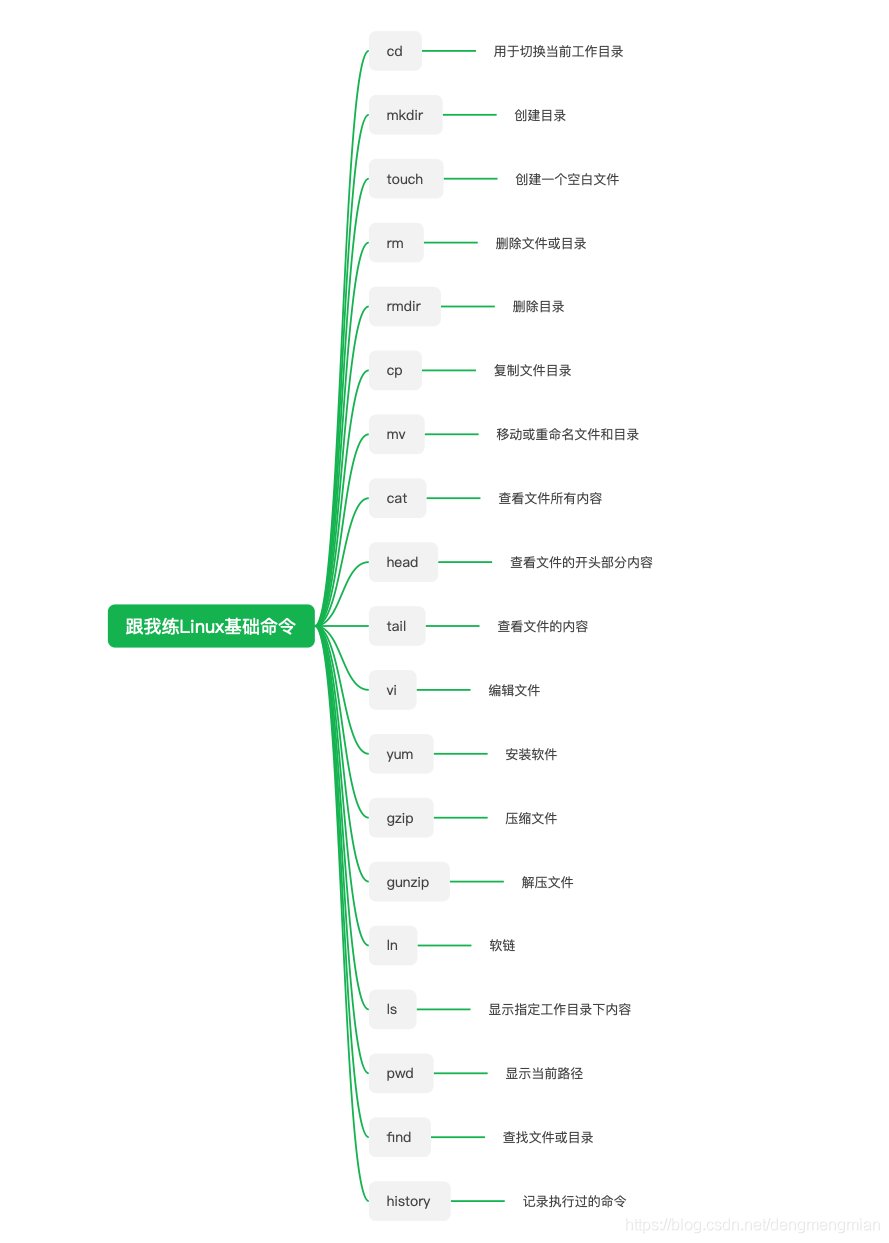 cd 用于切换当前工作目录
mkdir 创建目录
touch 创建一个空白文件
rm 删除文件或目录
rmdir 删除目录
cp 复制文件目录
mv 移动或重命名文件和目录
cat 查看文件所有内容
head 查看文件的开头部分内容
跟我练Linux基础命令
tail 查看文件的内容
vi 编辑文件
yum 安装软件
gzip 压缩文件
gunzip 解压文件
ln 软链
ls 显示指定工作目录下内容
pwd 显示当前路径
find 查找文件或目录
history 记录执行过的命令
https://blog.csdn.net/dengmengmian